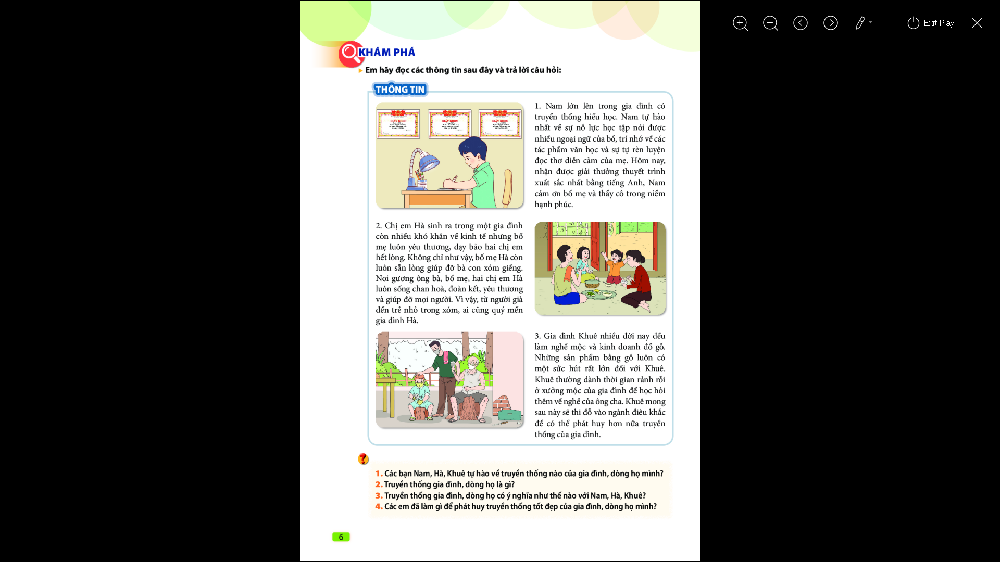 Exit Play
KHÁM PHÁ
Em hãy đọc các thông tin sau đây và trả lời câu hỏi:
THÔNG TIN
GIẤY KHEN
GIẤY KHEN
GIẤY KHEN
1. Nam lớn lên trong gia đình có
truyền thống hiếu học. Nam tự hào
nhất về sự nỗ lực học tập nói được
nhiều ngoại ngữ của bố, trí nhớ về các
tác phẩm văn học và sự tự rèn luyện
đọc thơ diễn cảm của mẹ. Hôm nay,
nhận được giải thưởng thuyết trình
xuất sắc nhất bằng tiếng Anh, Nam
cảm ơn bố mẹ và thầy cô trong niềm
hạnh phúc.
2. Chị em Hà sinh ra trong một gia đình
còn nhiều khó khăn về kinh tế nhưng bố
mẹ luôn yêu thương, dạy bảo hai chị em
hết lòng. Không chỉ như vậy, bố mẹ Hà còn
luôn sẵn lòng giúp đỡ bà con xóm giềng.
Noi gương ông bà, bố mẹ, hai chị em Hà
luôn sống chan hoà, đoàn kết, yêu thương
và giúp đỡ mọi người. Vì vậy, từ người già
đến trẻ nhỏ trong xóm, ai cũng quý mến
gia đình Hà.
3. Gia đình Khuê nhiều đời nay đều
làm nghề mộc và kinh doanh đồ gỗ.
Những sản phẩm bằng gỗ luôn có
một sức hút rất lớn đối với Khuê.
Khuê thường dành thời gian rảnh rỗi
ở xưởng mộc của gia đình để học hỏi
thêm về nghề của ông cha. Khuê mong
sau này sẽ thi đỗ vào ngành điêu khắc
để có thể phát huy hơn nữa truyền
thống của gia đình.
1. Các bạn Nam, Hà, Khuê tự hào về truyền thống nào của gia đình, dòng họ mình?
2. Truyền thống gia đình, dòng họ là gì?
3. Truyền thống gia đình, dòng họ có ý nghĩa như thế nào với Nam, Hà, Khuê?
4. Các em đã làm gì để phát huy truyền thống tốt đẹp của gia đình, dòng họ mình?
6